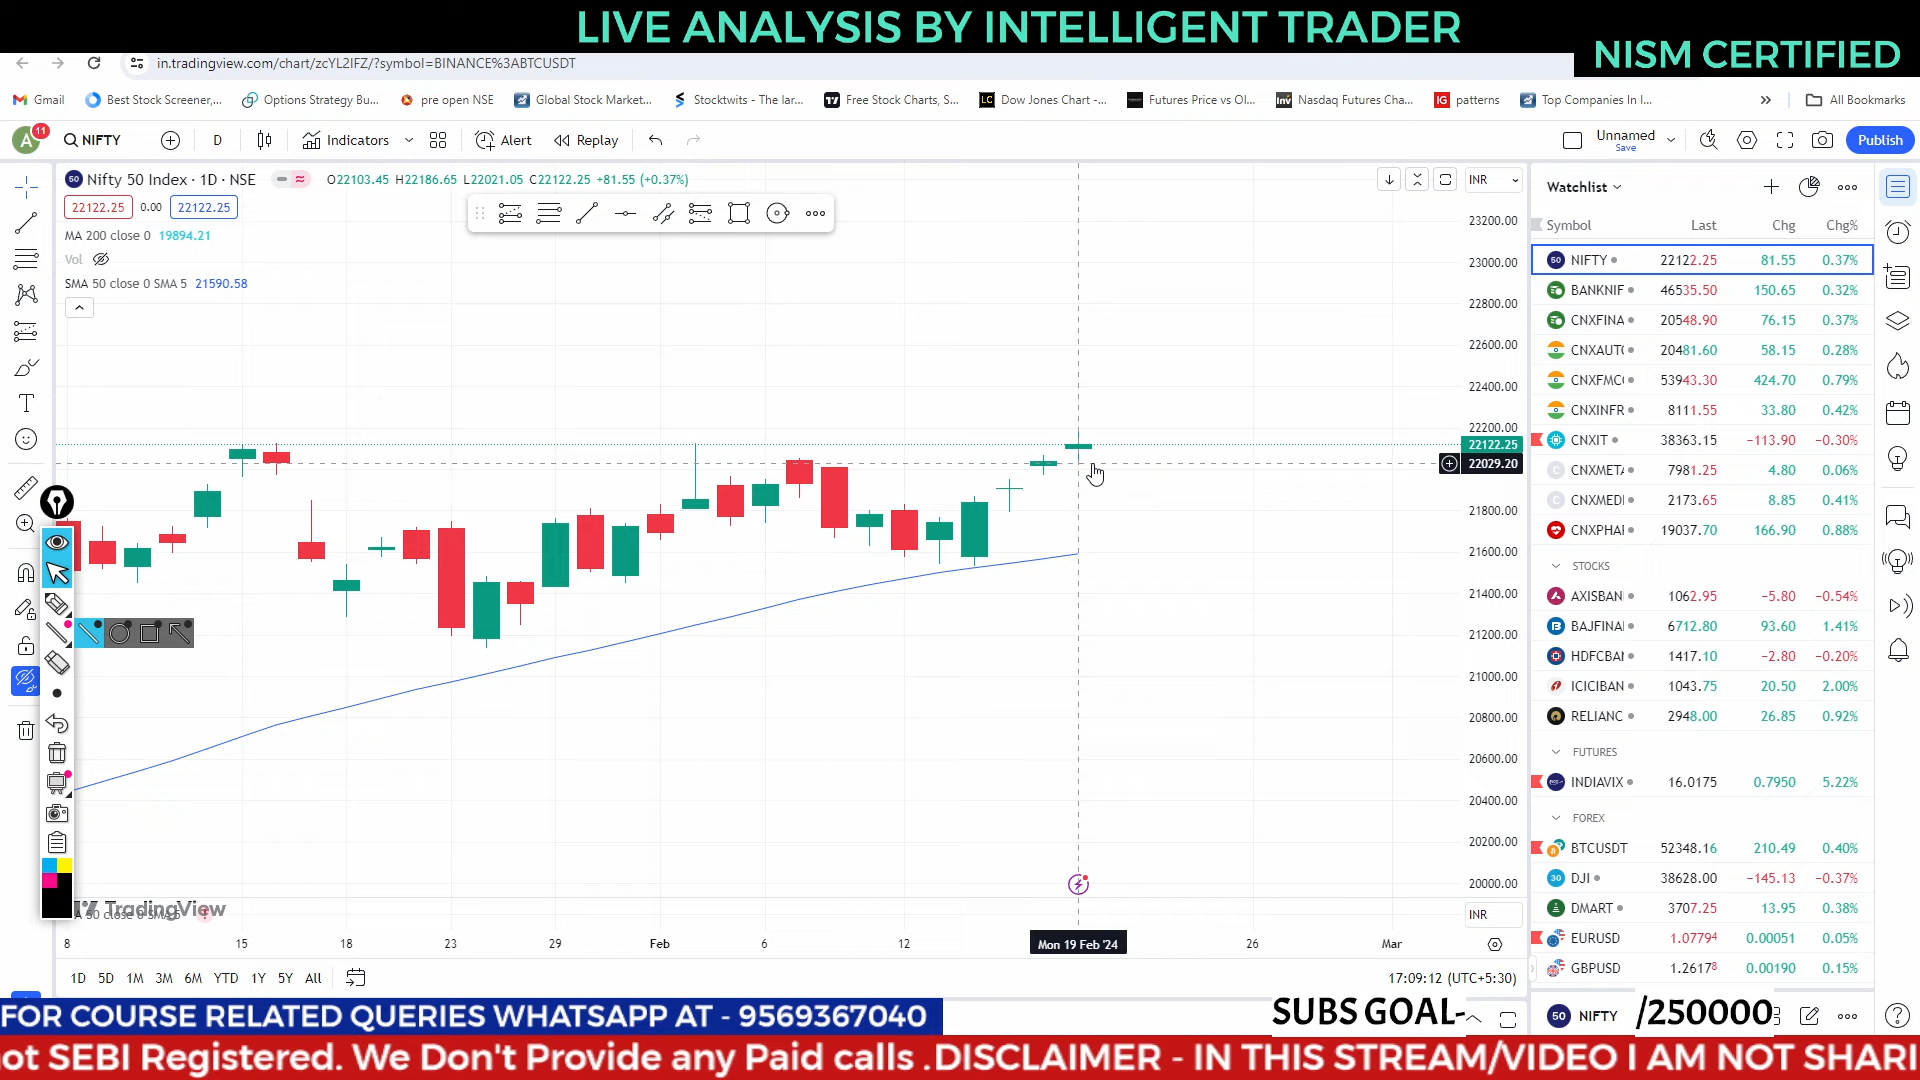 LIVE ANALYSIS BY INTELLIGENT TRADER
NISM CERTIFIED
in.tradingview.com/chart/zcYL2IFZ/?symbol=BINANCE%3ABTCUSDT
Gmail Best Stock Screener,... Options Strategy Bu... pre open NSE Global Stock Market... Stocktwits - The lar... Free Stock Charts, S... Dow Jones Chart -... Futures Price vs OI... Nasdaq Futures Cha... IG patterns Top Companies In I... » All Bookmarks
A 11 NIFTY D Indicators Alert Replay Unnamed Publish
Save
50 Nifty 50 Index · 1D · NSE O22103.45 H22186.65 L22021.05 C22122.25 +81.55 (+0.37%) INR
22122.25 0.00 22122.25
MA 200 close 0 19894.21
Vol
SMA 50 close 0 SMA 5 21590.58
23200.00
23000.00
22800.00
22600.00
22400.00
22200.00
22122.25
22029.20
21800.00
21600.00
21400.00
21200.00
21000.00
20800.00
20600.00
20400.00
20200.00
20000.00
INR
TradingView
50 close 0 SMA 5
8 15 18 23 29 Feb 6 12 Mon 19 Feb '24 26 Mar
1D 5D 1M 3M 6M YTD 1Y 5Y All 17:09:12 (UTC+5:30)
Watchlist
Symbol Last Chg Chg%
50 NIFTY 22122.25 81.55 0.37%
BANKNIF 46535.50 150.65 0.32%
CNXFINA 20548.90 76.15 0.37%
CNXAUT 20481.60 58.15 0.28%
CNXFMC 53943.30 424.70 0.79%
CNXINFR 8111.55 33.80 0.42%
CNXIT 38363.15 −113.90 −0.30%
C CNXMETA 7981.25 4.80 0.06%
C CNXMEDI 2173.65 8.85 0.41%
CNXPHA 19037.70 166.90 0.88%
STOCKS
AXISBAN 1062.95 −5.80 −0.54%
BAJFINA 6712.80 93.60 1.41%
HDFCBA 1417.10 −2.80 −0.20%
ICICIBAN 1043.75 20.50 2.00%
RELIANC 2948.00 26.85 0.92%
FUTURES
INDIAVIX 16.0175 0.7950 5.22%
FOREX
BTCUSDT 52348.16 210.49 0.40%
30 DJI 38628.00 −145.13 −0.37%
DMART 3707.25 13.95 0.38%
EURUSD 1.07794 0.00051 0.05%
GBPUSD 1.26178 0.00190 0.15%
50 NIFTY
FOR COURSE RELATED QUERIES WHATSAPP AT - 9569367040
SUBS GOAL- /250000
not SEBI Registered. We Don't Provide any Paid calls .DISCLAIMER - IN THIS STREAM/VIDEO I AM NOT SHARI